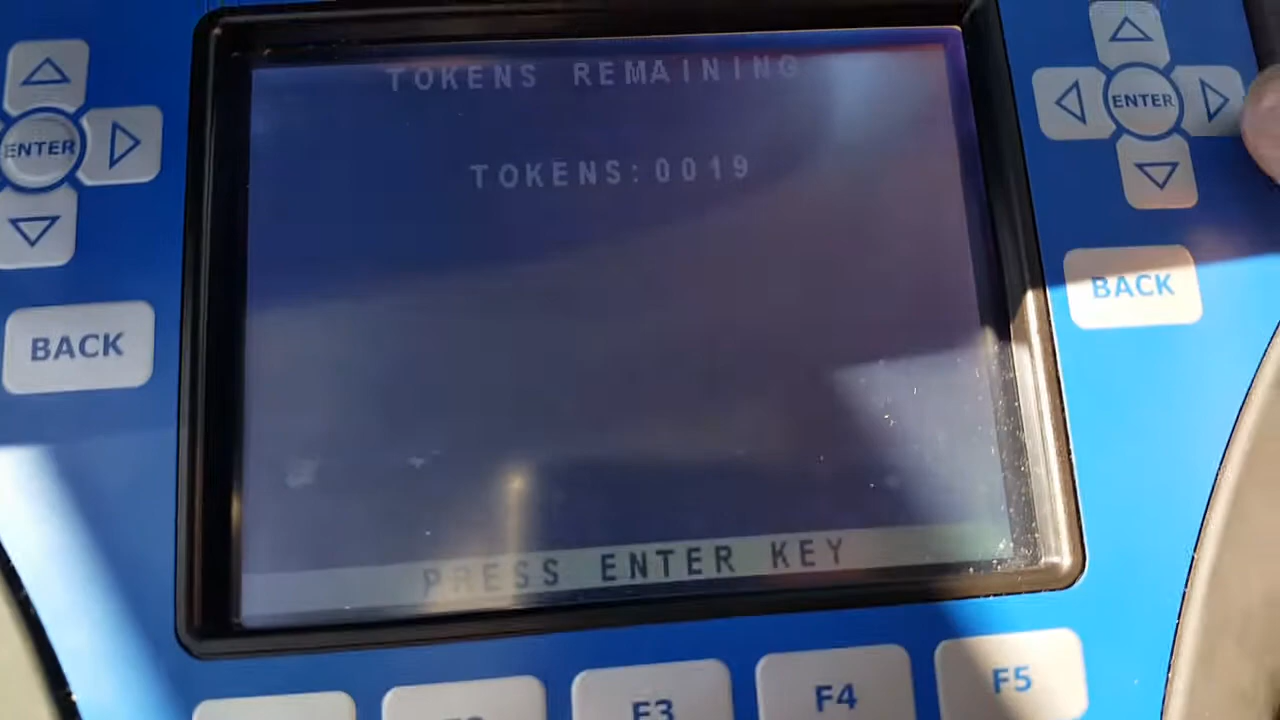 TOKENS REMAINING
TOKENS:0019
PRESS ENTER KEY
ENTER
BACK
ENTER
BACK
F3
F4
F5